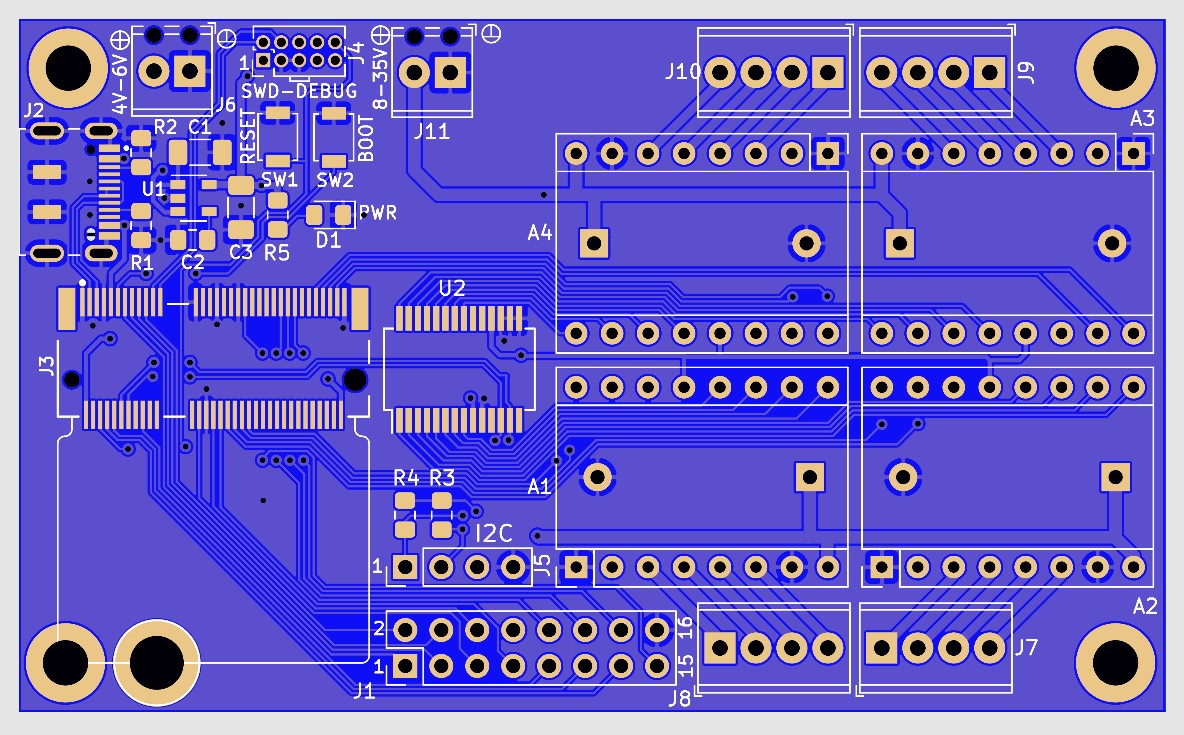 J2
4V-6V
J6
SWD-DEBUG
1
J4
8-35V
J11
J10
J9
A3
R2
C1
RESET
BOOT
SW1
SW2
U1
PWR
D1
R1
C2
C3
R5
A4
U2
J3
R4
R3
A1
I2C
1
J5
A2
2
16
1
15
J1
J8
J7